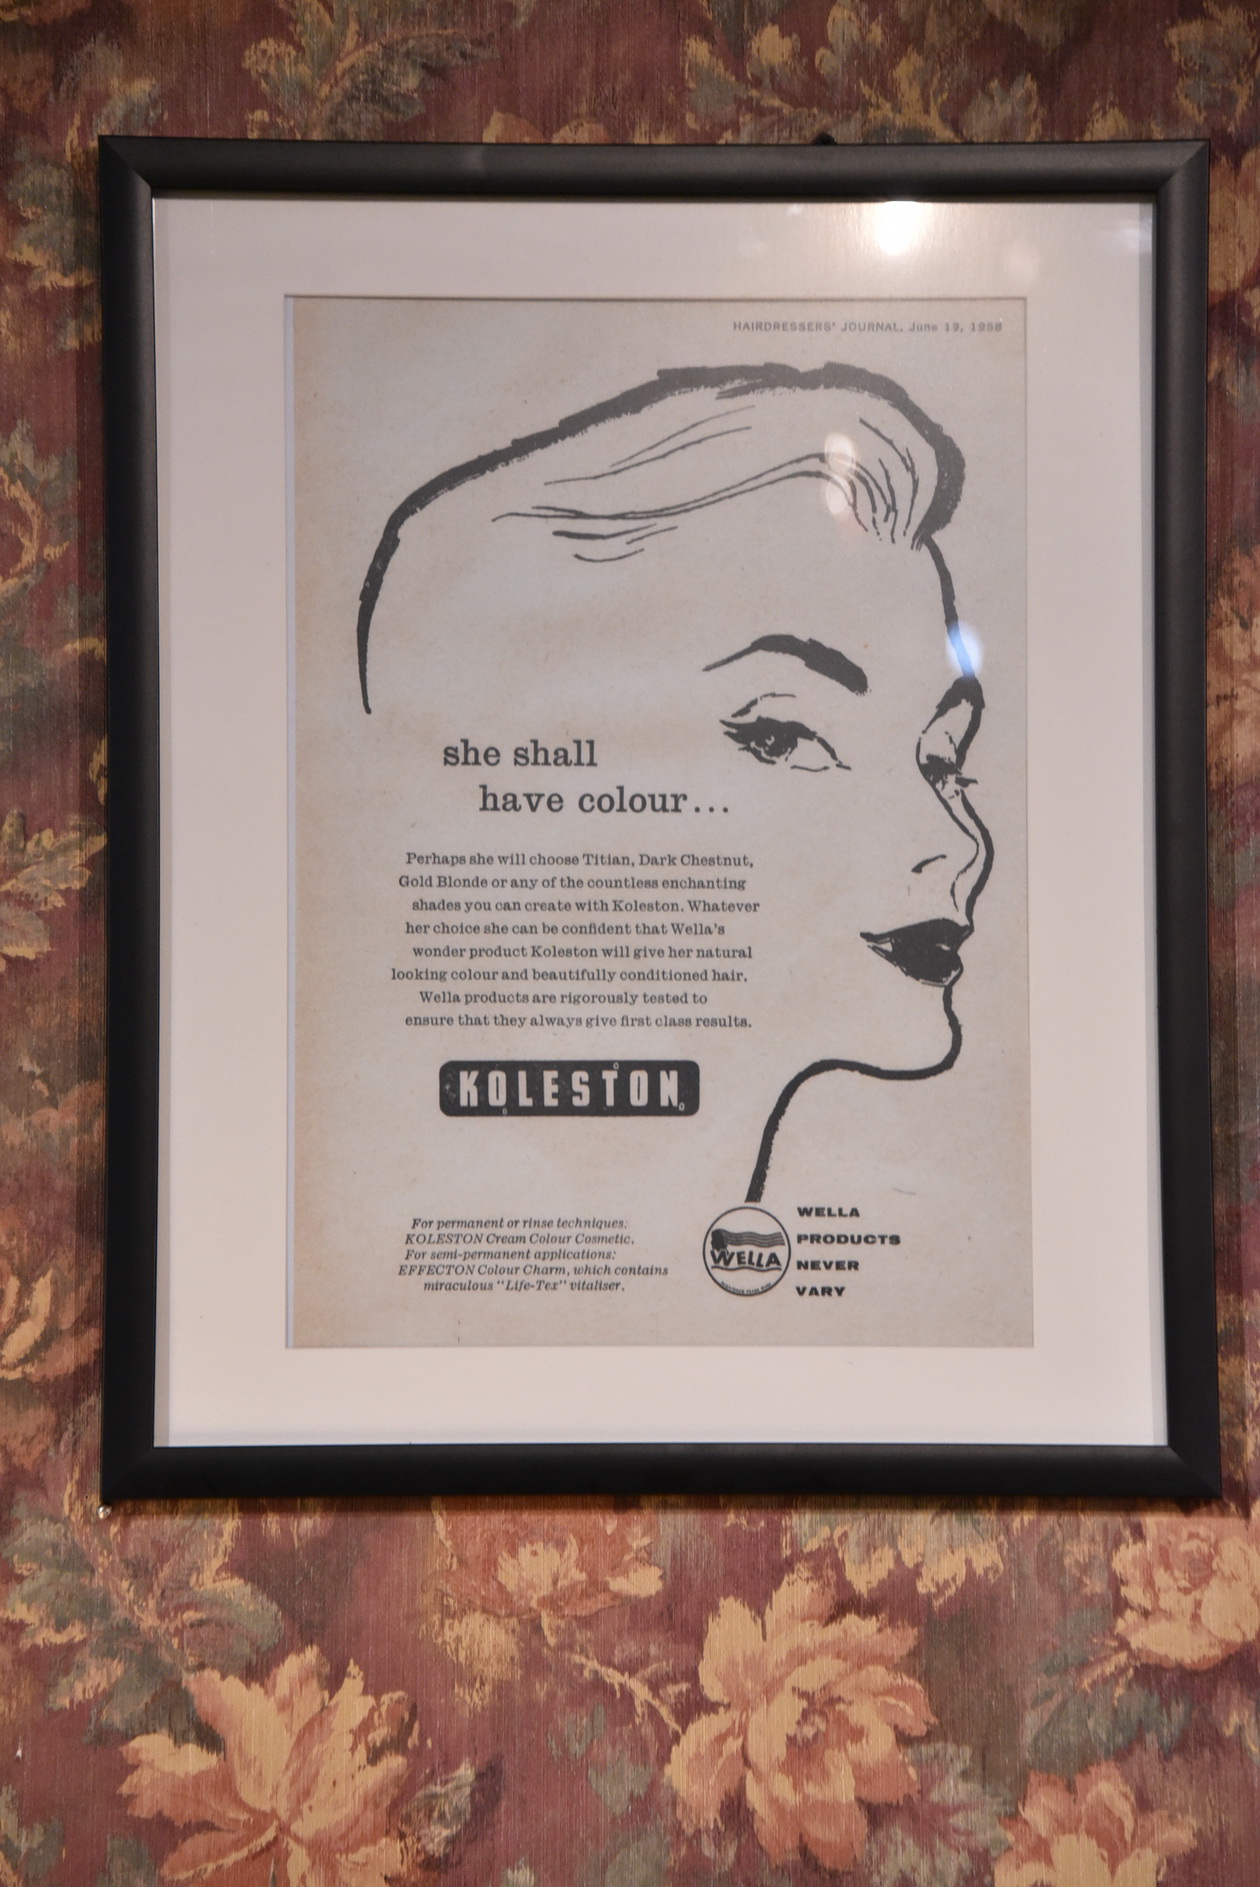 HAIRDRESSERS' JOURNAL, June 19, 1958
she shall
have colour...
Perhaps she will choose Titian, Dark Chestnut,
Gold Blonde or any of the countless enchanting
shades you can create with Koleston. Whatever
her choice she can be confident that Wella's
wonder product Koleston will give her natural
looking colour and beautifully conditioned hair.
Wella products are rigorously tested to
ensure that they always give first class results.
KOLESTON
For permanent or rinse techniques:
KOLESTON Cream Colour Cosmetic.
For semi-permanent applications:
EFFECTON Colour Charm, which contains
miraculous "Life-Tex" vitaliser.
WELLA
WELLA
PRODUCTS
NEVER
VARY